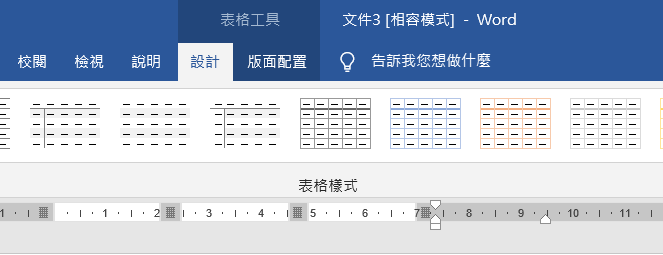 表格工具 文件3 [相容模式] - Word
校閱 檢視 說明 設計 版面配置 告訴我您想做什麼
表格樣式
1 1 2 3 4 5 6 7 8 9 10 11